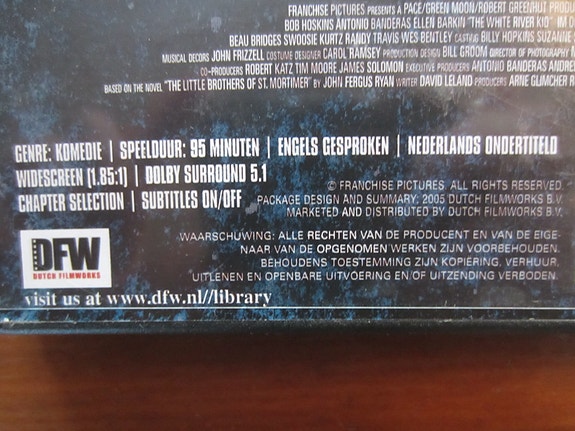 FRANCHISE PICTURES PRESENTS A PACE/GREEN MOON/ROBERT GREENHUT PRODUC
BOB HOSKINS ANTONIO BANDERAS ELLEN BARKIN "THE WHITE RIVER KID"
BEAU BRIDGES SWOOSIE KURTZ RANDY TRAVIS WES BENTLEY CASTING BILLY HOPKINS SUZANNE
MUSICAL DECORS JOHN FRIZZELL COSTUME DESIGNER CAROL RAMSEY PRODUCTION DESIGN BILL GROOM DIRECTOR OF PHOTOGRAPHY
CO-PRODUCERS ROBERT KATZ TIM MOORE JAMES SOLOMON EXECUTIVE PRODUCERS ANTONIO BANDERAS ANDRE
BASED ON THE NOVEL "THE LITTLE BROTHERS OF ST. MORTIMER" BY JOHN FERGUS RYAN WRITER DAVID LELAND PRODUCERS ARNE GLIMCHER R
GENRE: KOMEDIE | SPEELDUUR: 95 MINUTEN | ENGELS GESPROKEN | NEDERLANDS ONDERTITELD
WIDESCREEN (1.85:1) | DOLBY SURROUND 5.1
CHAPTER SELECTION | SUBTITLES ON/OFF
© FRANCHISE PICTURES. ALL RIGHTS RESERVED.
PACKAGE DESIGN AND SUMMARY: 2005 DUTCH FILMWORKS B.V.
MARKETED AND DISTRIBUTED BY DUTCH FILMWORKS B.V.
WAARSCHUWING: ALLE RECHTEN VAN DE PRODUCENT EN VAN DE EIGE-
NAAR VAN DE OPGENOMEN WERKEN ZIJN VOORBEHOUDEN.
BEHOUDENS TOESTEMMING ZIJN KOPIËRING, VERHUUR,
UITLENEN EN OPENBARE UITVOERING EN/OF UITZENDING VERBODEN.
DFW
DUTCH FILMWORKS
visit us at www.dfw.nl//library